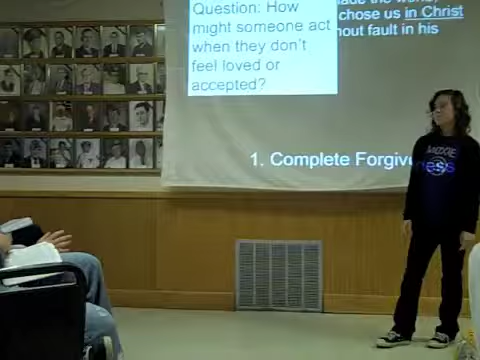 Question: How
might someone act
when they don't
feel loved or
accepted?
made the world,
chose us in Christ
hout fault in his
1. Complete Forgiv
ess